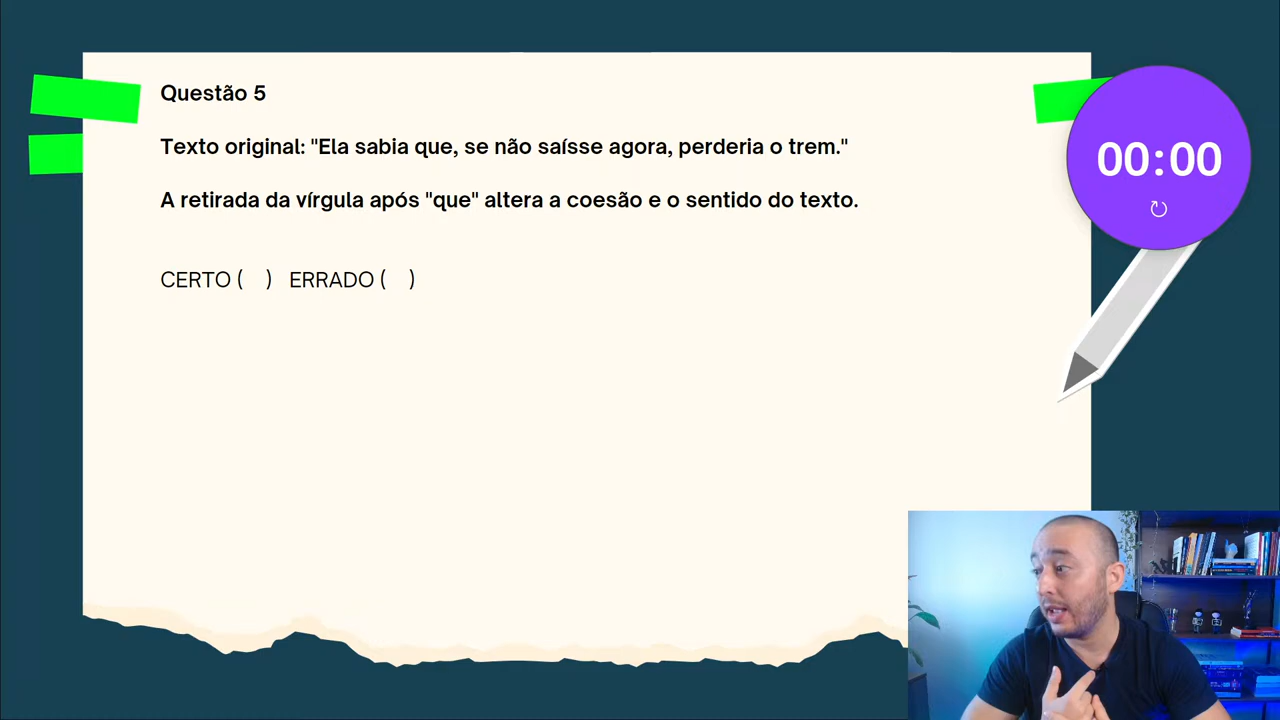 Questão 5
Texto original: "Ela sabia que, se não saísse agora, perderia o trem."
A retirada da vírgula após "que" altera a coesão e o sentido do texto.
CERTO (    )   ERRADO (    )
00:00